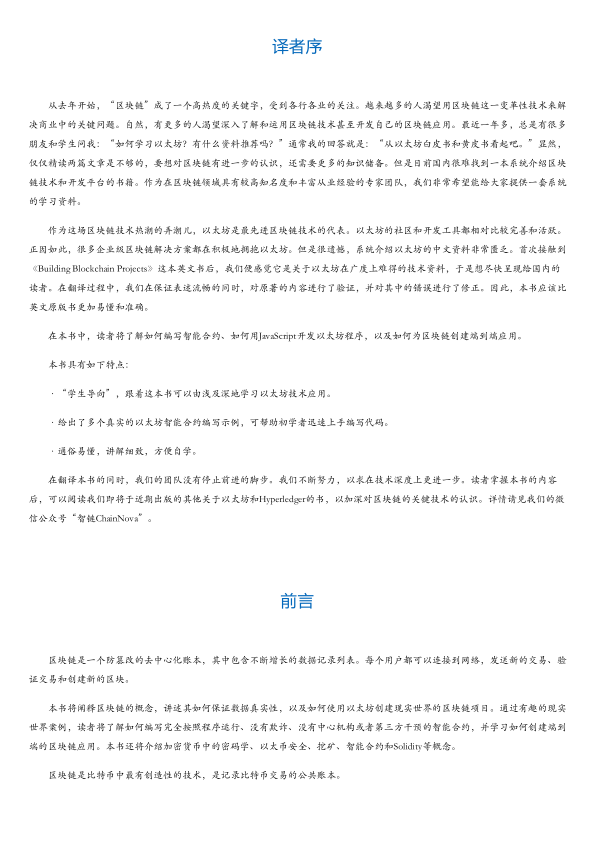 译者序
从去年开始，“区块链”成了一个高热度的关键字，受到各行各业的关注。越来越多的人渴望用区块链这一变革性技术来解
决商业中的关键问题。自然，有更多的人渴望深入了解和运用区块链技术甚至开发自己的区块链应用。最近一年多，总是有很多
朋友和学生问我：“如何学习以太坊？有什么资料推荐吗？”通常我的回答就是：“从以太坊白皮书和黄皮书看起吧。”显然，
仅仅精读两篇文章是不够的，要想对区块链有进一步的认识，还需要更多的知识储备。但是目前国内很难找到一本系统介绍区块
链技术和开发平台的书籍。作为在区块链领域具有较高知名度和丰富从业经验的专家团队，我们非常希望能给大家提供一套系统
的学习资料。
作为这场区块链技术热潮的弄潮儿，以太坊是最先进区块链技术的代表。以太坊的社区和开发工具都相对比较完善和活跃。
正因如此，很多企业级区块链解决方案都在积极地拥抱以太坊。但是很遗憾，系统介绍以太坊的中文资料非常匮乏。首次接触到
《Building Blockchain Projects》这本英文书后，我们便感觉它是关于以太坊在广度上难得的技术资料，于是想尽快呈现给国内的
读者。在翻译过程中，我们在保证表述流畅的同时，对原著的内容进行了验证，并对其中的错误进行了修正。因此，本书应该比
英文原版书更加易懂和准确。
在本书中，读者将了解如何编写智能合约、如何用JavaScript开发以太坊程序，以及如何为区块链创建端到端应用。
本书具有如下特点：
·“学生导向”，跟着这本书可以由浅及深地学习以太坊技术应用。
·给出了多个真实的以太坊智能合约编写示例，可帮助初学者迅速上手编写代码。
·通俗易懂，讲解细致，方便自学。
在翻译本书的同时，我们的团队没有停止前进的脚步。我们不断努力，以求在技术深度上更进一步。读者掌握本书的内容
后，可以阅读我们即将于近期出版的其他关于以太坊和Hyperledger的书，以加深对区块链的关键技术的认识。详情请见我们的微
信公众号“智链ChainNova”。
前言
区块链是一个防篡改的去中心化账本，其中包含不断增长的数据记录列表。每个用户都可以连接到网络，发送新的交易、验
证交易和创建新的区块。
本书将阐释区块链的概念，讲述其如何保证数据真实性，以及如何使用以太坊创建现实世界的区块链项目。通过有趣的现实
世界案例，读者将了解如何编写完全按照程序运行、没有欺诈、没有中心机构或者第三方干预的智能合约，并学习如何创建端到
端的区块链应用。本书还将介绍加密货币中的密码学、以太币安全、挖矿、智能合约和Solidity等概念。
区块链是比特币中最有创造性的技术，是记录比特币交易的公共账本。